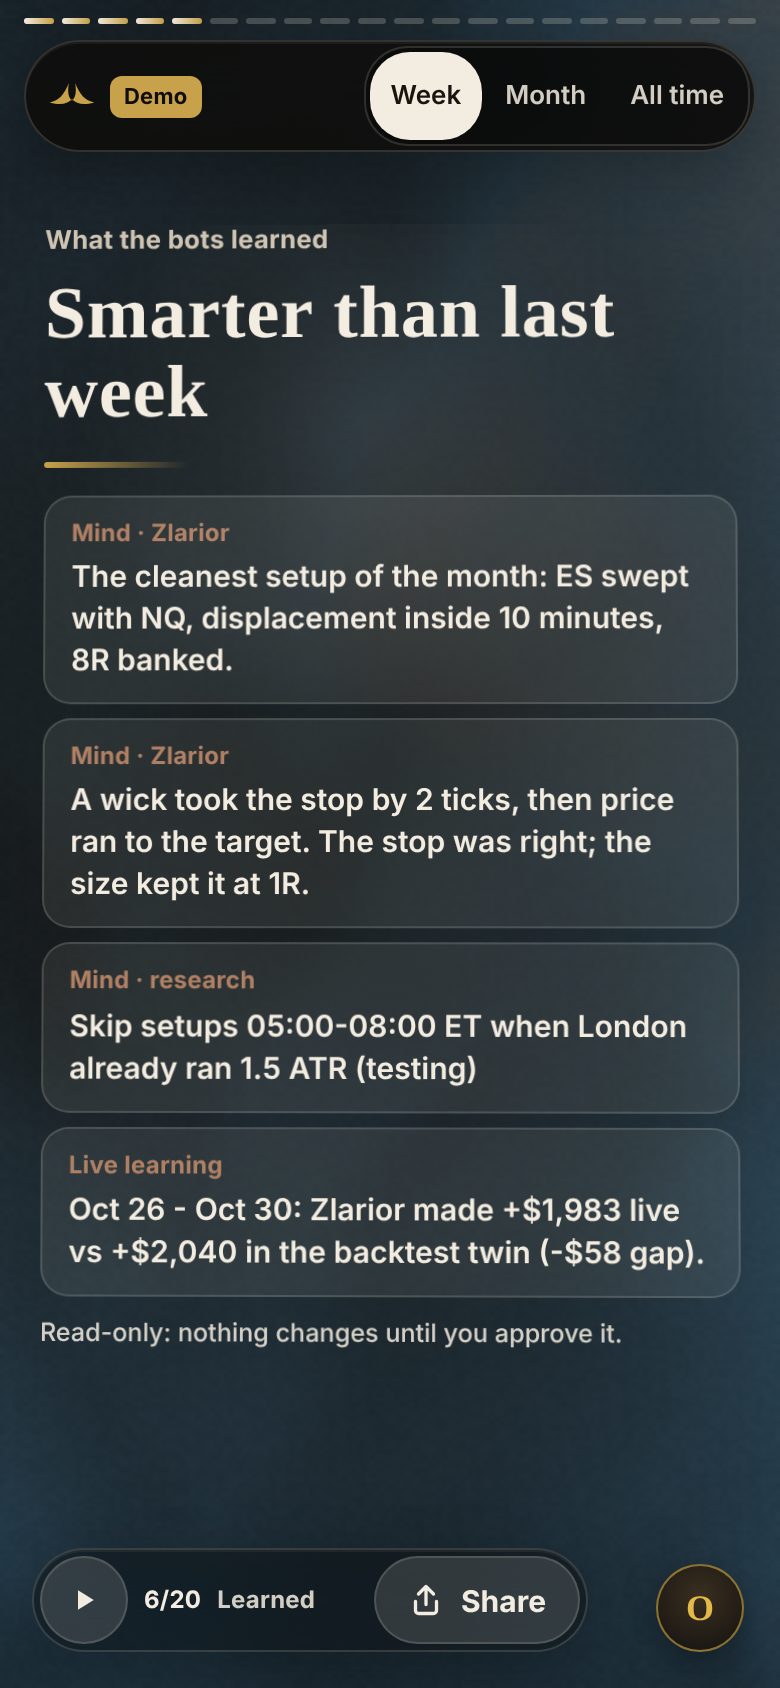 Demo
Week
Month
All time
What the bots learned
Smarter than last
week
Mind · Zlarior
The cleanest setup of the month: ES swept
with NQ, displacement inside 10 minutes,
8R banked.
Mind · Zlarior
A wick took the stop by 2 ticks, then price
ran to the target. The stop was right; the
size kept it at 1R.
Mind · research
Skip setups 05:00-08:00 ET when London
already ran 1.5 ATR (testing)
Live learning
Oct 26 - Oct 30: Zlarior made +$1,983 live
vs +$2,040 in the backtest twin (-$58 gap).
Read-only: nothing changes until you approve it.
6/20 Learned
Share
O